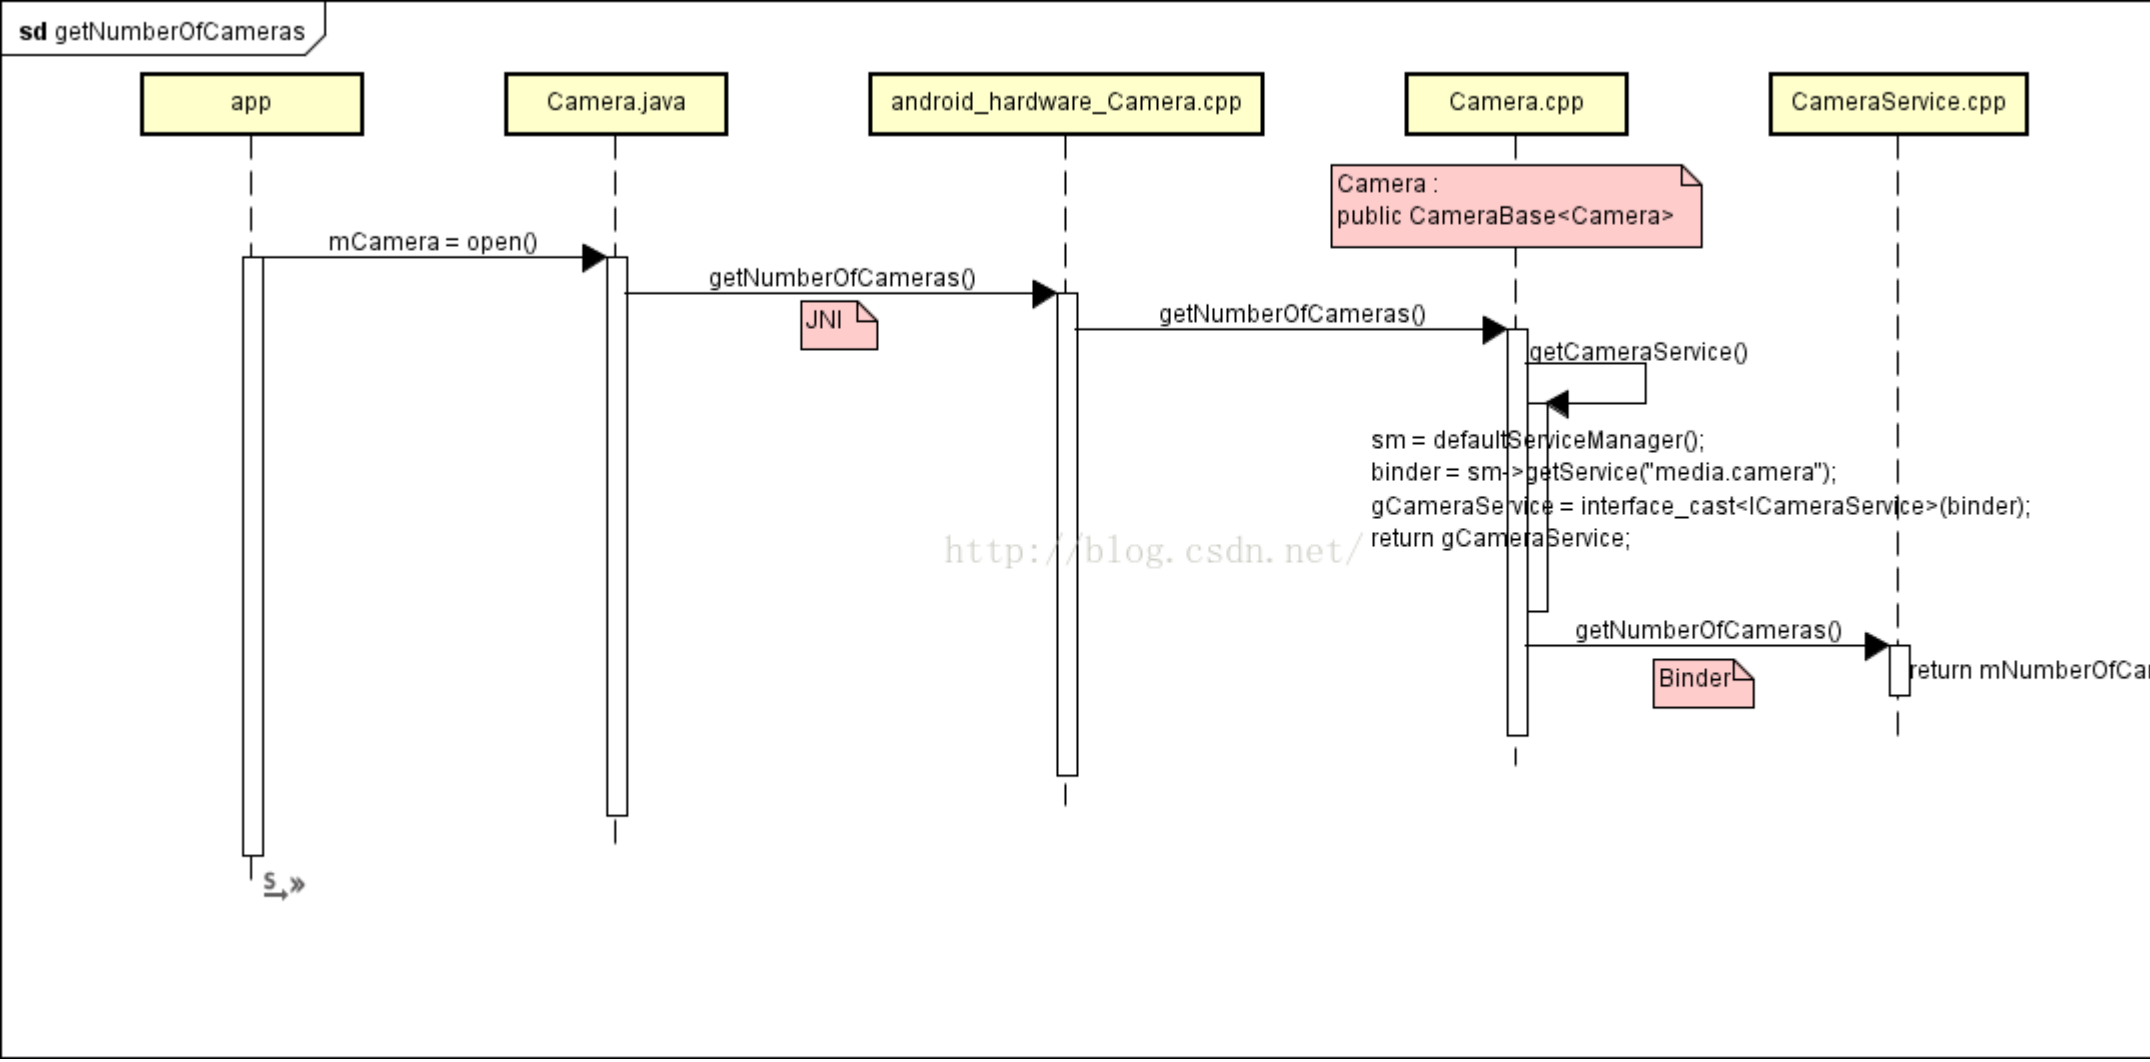 sd getNumberOfCameras
app
Camera.java
android_hardware_Camera.cpp
Camera.cpp
CameraService.cpp
Camera :
public CameraBase<Camera>
mCamera = open()
getNumberOfCameras()
JNI
getNumberOfCameras()
getCameraService()
sm = defaultServiceManager();
binder = sm->getService("media.camera");
gCameraService = interface_cast<ICameraService>(binder);
return gCameraService;
http://blog.csdn.net/
getNumberOfCameras()
Binder
return mNumberOfCa
S